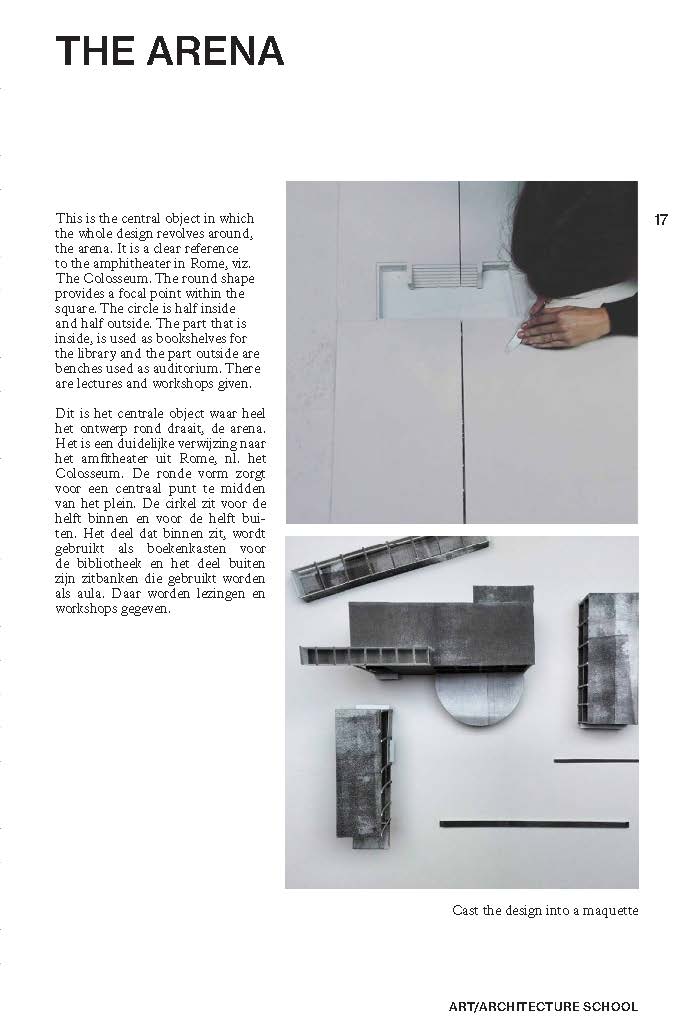 THE ARENA
17
This is the central object in which
the whole design revolves around,
the arena. It is a clear reference
to the amphitheater in Rome, viz.
The Colosseum. The round shape
provides a focal point within the
square. The circle is half inside
and half outside. The part that is
inside, is used as bookshelves for
the library and the part outside are
benches used as auditorium. There
are lectures and workshops given.
Dit is het centrale object waar heel
het ontwerp rond draait, de arena.
Het is een duidelijke verwijzing naar
het amfitheater uit Rome, nl. het
Colosseum. De ronde vorm zorgt
voor een centraal punt te midden
van het plein. De cirkel zit voor de
helft binnen en voor de helft bui-
ten. Het deel dat binnen zit, wordt
gebruikt als boekenkasten voor
de bibliotheek en het deel buiten
zijn zitbanken die gebruikt worden
als aula. Daar worden lezingen en
workshops gegeven.
Cast the design into a maquette
ART/ARCHITECTURE SCHOOL